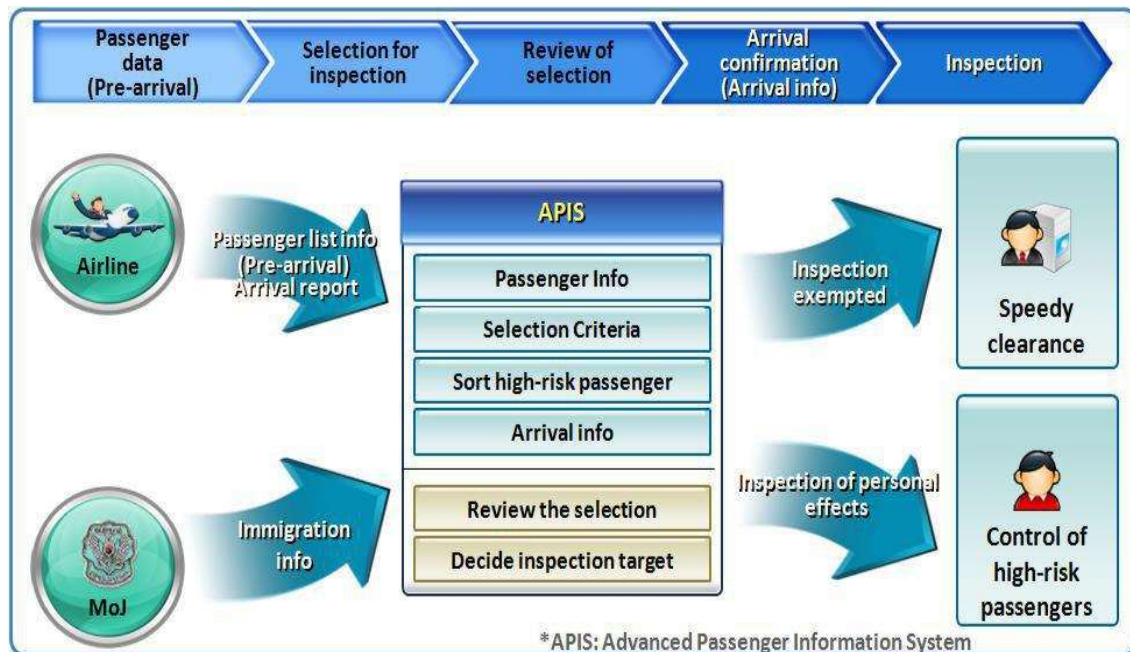 Passenger
data
(Pre-arrival)
Selection for
inspection
Review of
selection
Arrival
confirmation
(Arrival info)
Inspection
Airline
Passenger list info
(Pre-arrival)
Arrival report
MoJ
Immigration
info
APIS
Passenger Info
Selection Criteria
Sort high-risk passenger
Arrival info
Review the selection
Decide inspection target
Inspection
exempted
Inspection of personal
effects
Speedy
clearance
Control of
high-risk
passengers
*APIS: Advanced Passenger Information System